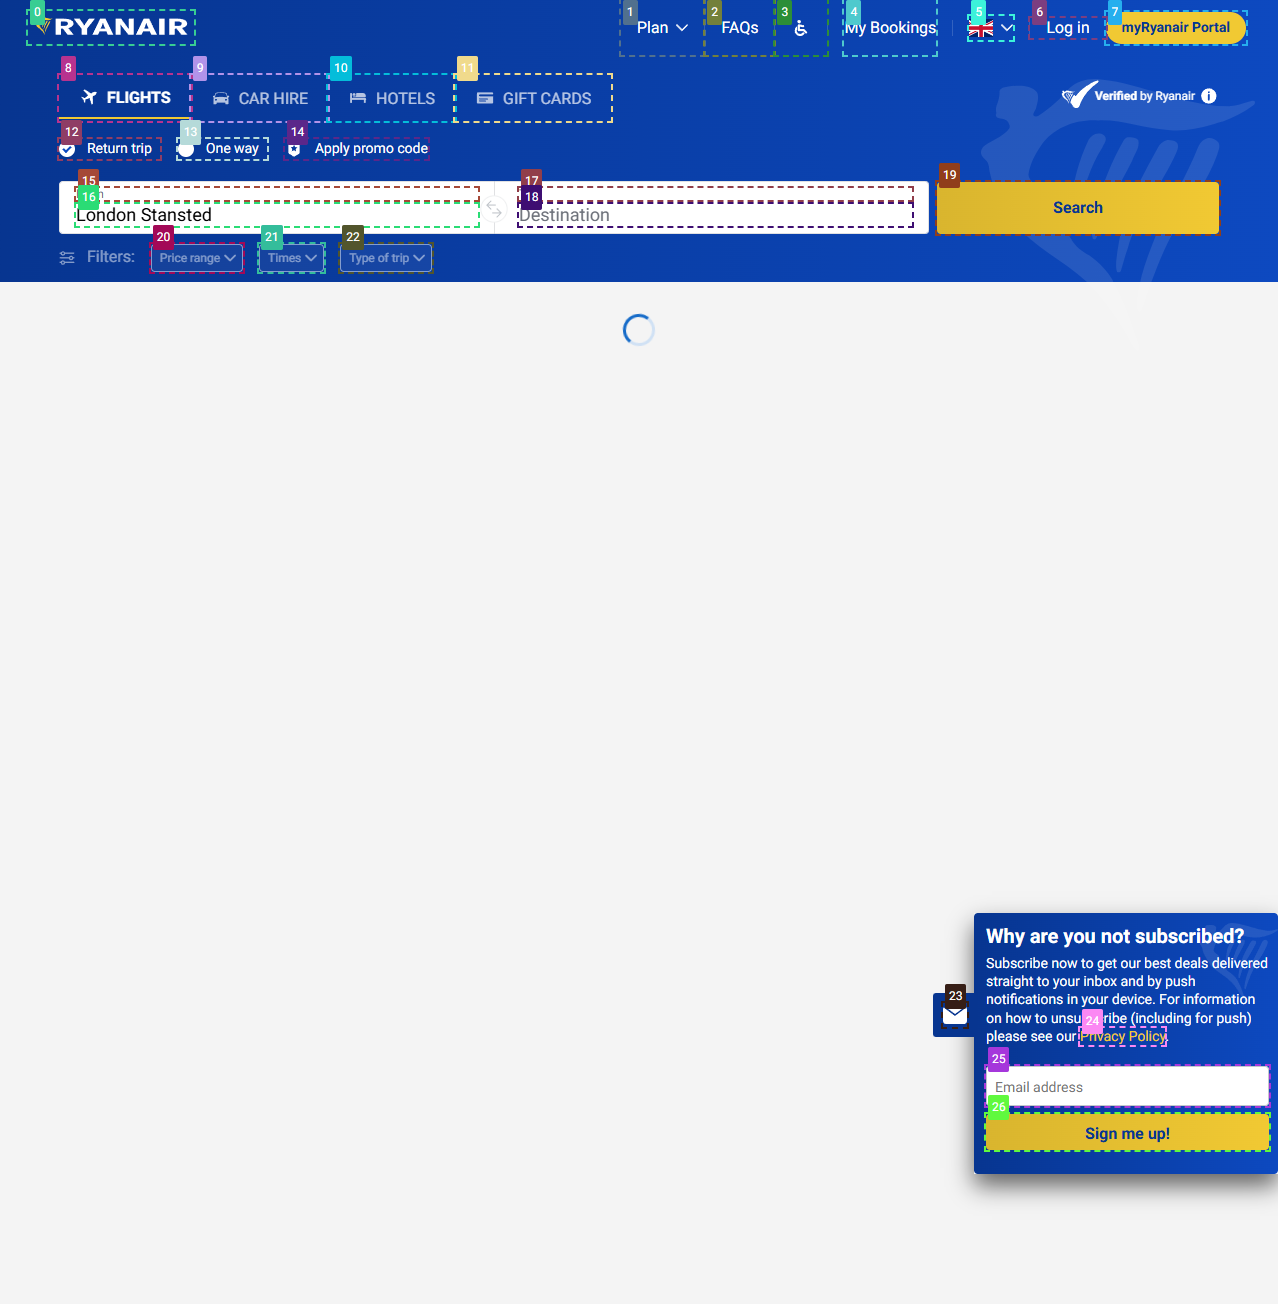 0
RYANAIR
1
Plan
2
FAQs
3
4
My Bookings
5
6
Log in
7
myRyanair Portal
8
FLIGHTS
9
CAR HIRE
10
HOTELS
11
GIFT CARDS
Verified by Ryanair
12
Return trip
13
One way
14
Apply promo code
15
16
London Stansted
17
18
Destination
19
Search
Filters:
20
Price range
21
Times
22
Type of trip
Why are you not subscribed?
Subscribe now to get our best deals delivered
straight to your inbox and by push
notifications in your device. For information
on how to unsubscribe (including for push)
please see our Privacy Policy.
23
24
25
Email address
26
Sign me up!